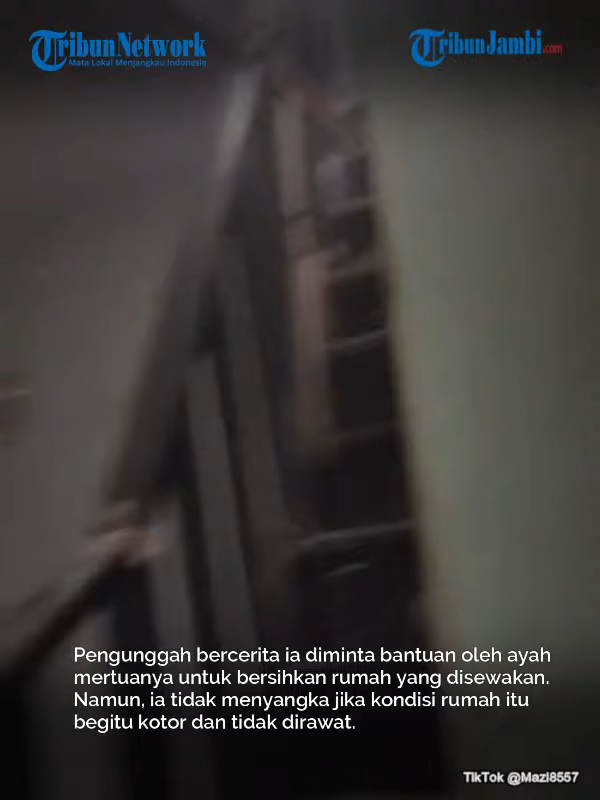 TribunNetwork
Mata Lokal Menjangkau Indonesia
TribunJambi.com
Pengunggah bercerita ia diminta bantuan oleh ayah
mertuanya untuk bersihkan rumah yang disewakan.
Namun, ia tidak menyangka jika kondisi rumah itu
begitu kotor dan tidak dirawat.
TikTok @Mazi8557